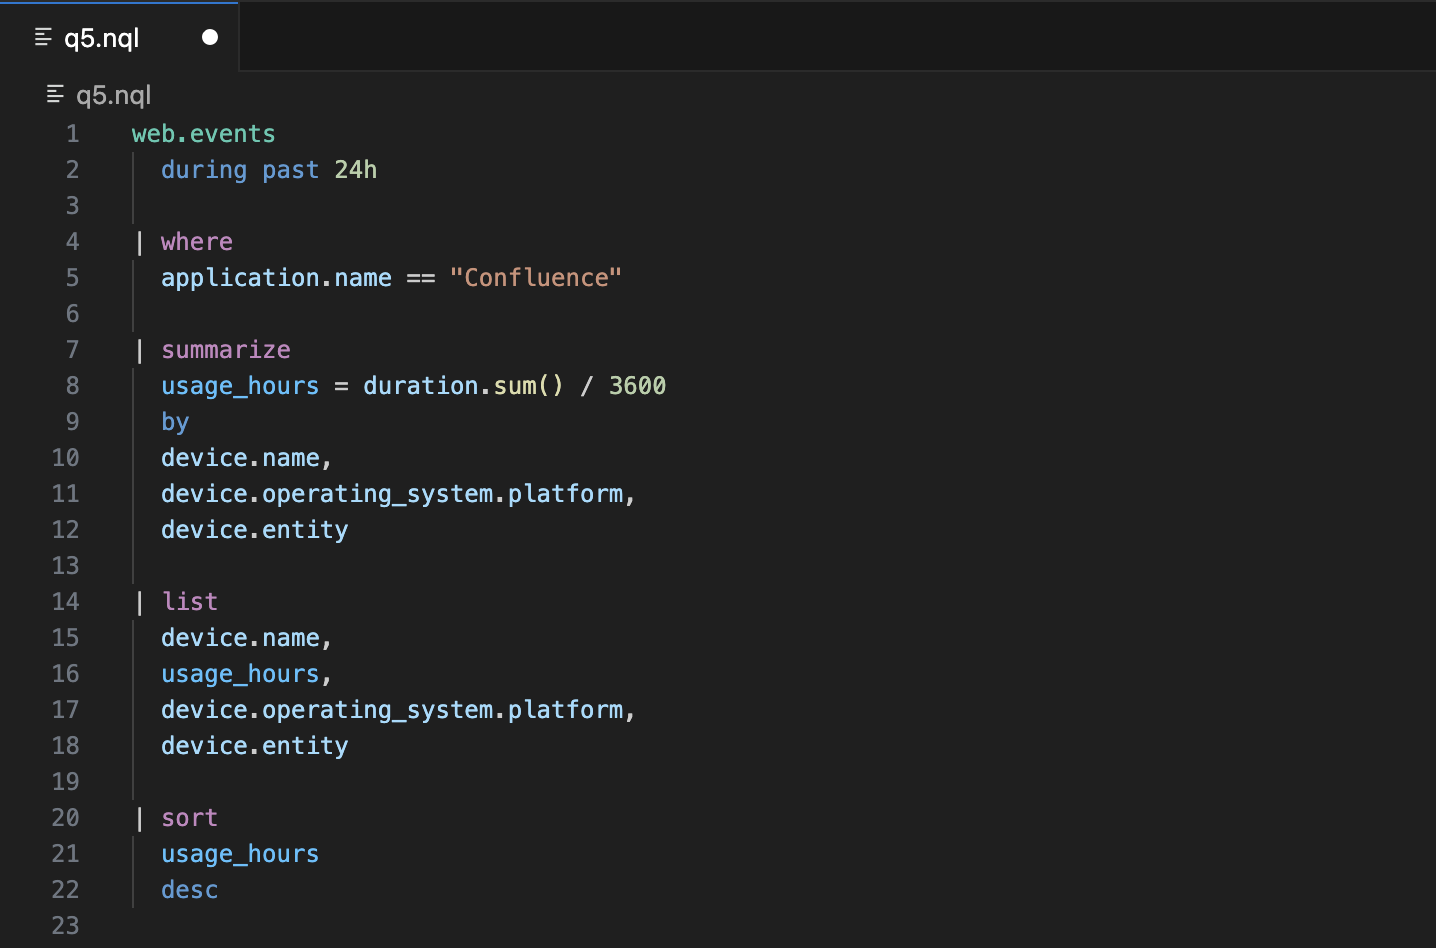 q5.nql
q5.nql
1 web.events
2 during past 24h
3
4 | where
5 application.name == "Confluence"
6
7 | summarize
8 usage_hours = duration.sum() / 3600
9 by
10 device.name,
11 device.operating_system.platform,
12 device.entity
13
14 | list
15 device.name,
16 usage_hours,
17 device.operating_system.platform,
18 device.entity
19
20 | sort
21 usage_hours
22 desc
23